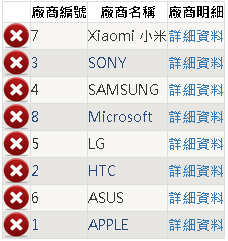 廠商編號 廠商名稱 廠商明細
7 Xiaomi 小米 詳細資料
3 SONY 詳細資料
4 SAMSUNG 詳細資料
8 Microsoft 詳細資料
5 LG 詳細資料
2 HTC 詳細資料
6 ASUS 詳細資料
1 APPLE 詳細資料